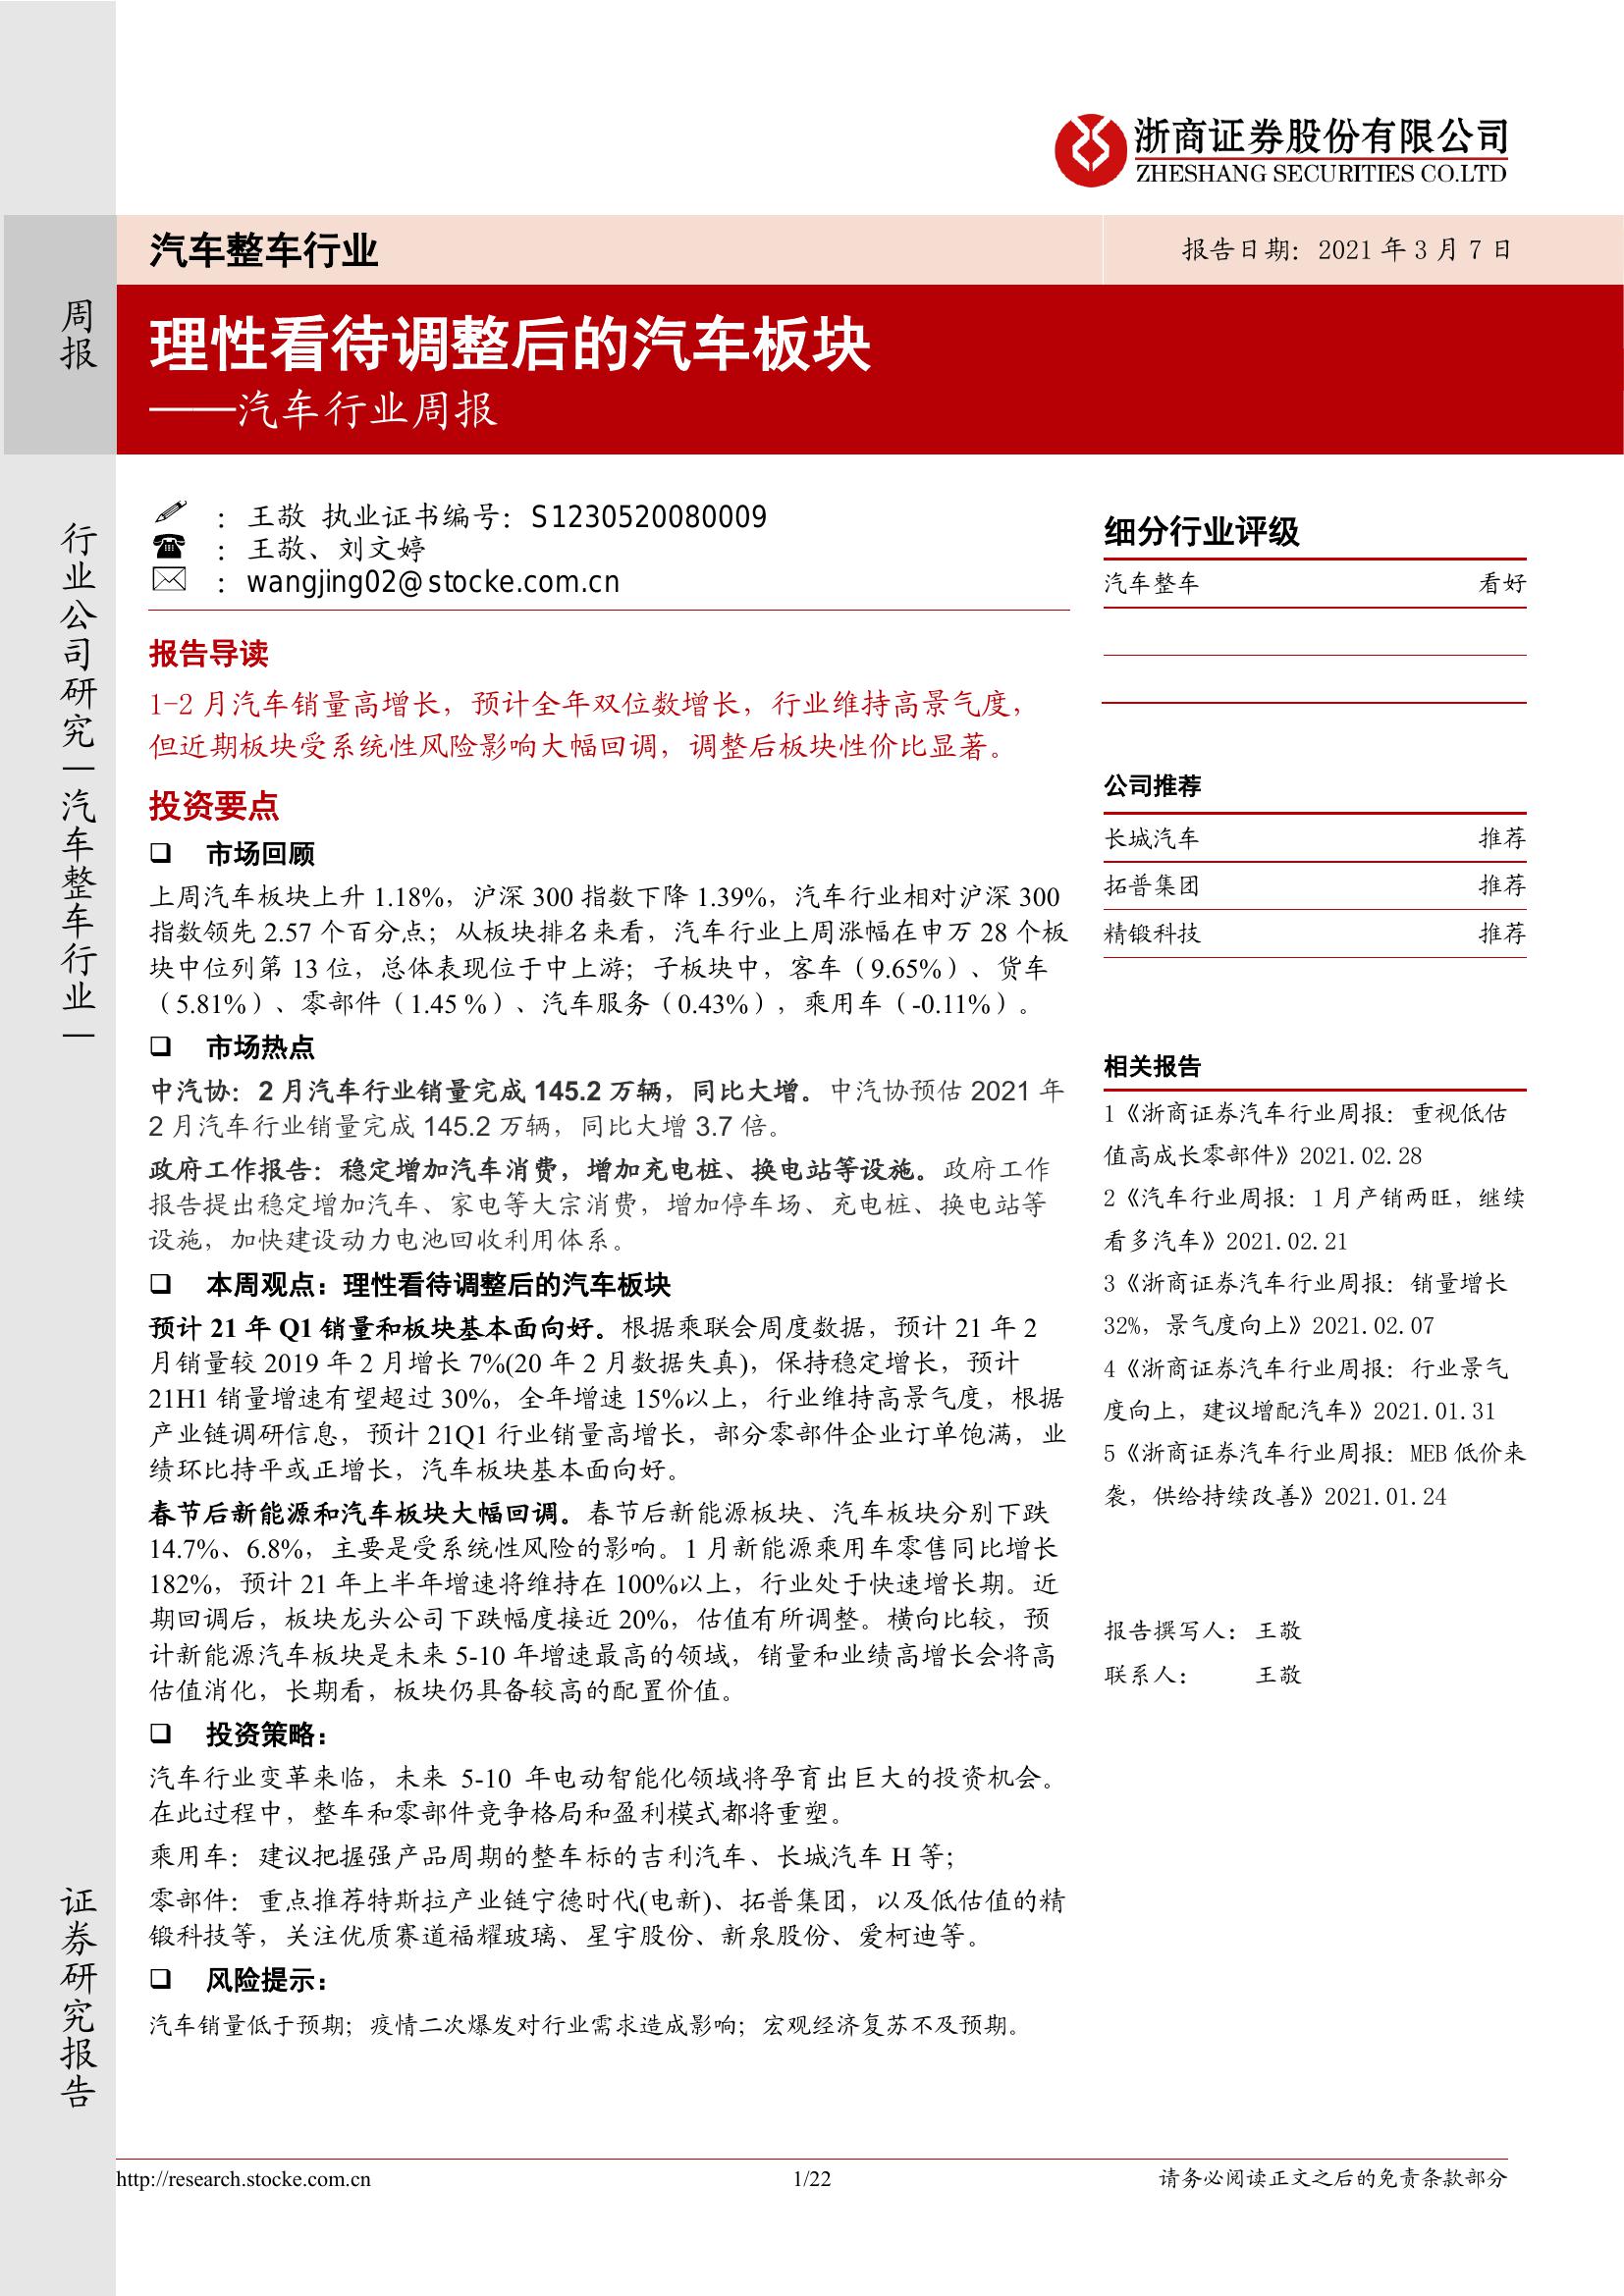 浙商证券股份有限公司
ZHESHANG SECURITIES CO.LTD
汽车整车行业
报告日期：2021 年 3 月 7 日
周报
理性看待调整后的汽车板块
——汽车行业周报
行业公司研究｜汽车整车行业｜
证券研究报告
：王敬 执业证书编号：S1230520080009
：王敬、刘文婷
：wangjing02@stocke.com.cn
报告导读
1-2 月汽车销量高增长，预计全年双位数增长，行业维持高景气度，
但近期板块受系统性风险影响大幅回调，调整后板块性价比显著。
投资要点
❑ 市场回顾
上周汽车板块上升 1.18%，沪深 300 指数下降 1.39%，汽车行业相对沪深 300
指数领先 2.57 个百分点；从板块排名来看，汽车行业上周涨幅在申万 28 个板
块中位列第 13 位，总体表现位于中上游；子板块中，客车（9.65%）、货车
（5.81%）、零部件（1.45 %）、汽车服务（0.43%），乘用车（-0.11%）。
❑ 市场热点
中汽协：2 月汽车行业销量完成 145.2 万辆，同比大增。中汽协预估 2021 年
2 月汽车行业销量完成 145.2 万辆，同比大增 3.7 倍。
政府工作报告：稳定增加汽车消费，增加充电桩、换电站等设施。政府工作
报告提出稳定增加汽车、家电等大宗消费，增加停车场、充电桩、换电站等
设施，加快建设动力电池回收利用体系。
❑ 本周观点：理性看待调整后的汽车板块
预计 21 年 Q1 销量和板块基本面向好。根据乘联会周度数据，预计 21 年 2
月销量较 2019 年 2 月增长 7%(20 年 2 月数据失真)，保持稳定增长，预计
21H1 销量增速有望超过 30%，全年增速 15%以上，行业维持高景气度，根据
产业链调研信息，预计 21Q1 行业销量高增长，部分零部件企业订单饱满，业
绩环比持平或正增长，汽车板块基本面向好。
春节后新能源和汽车板块大幅回调。春节后新能源板块、汽车板块分别下跌
14.7%、6.8%，主要是受系统性风险的影响。1 月新能源乘用车零售同比增长
182%，预计 21 年上半年增速将维持在 100%以上，行业处于快速增长期。近
期回调后，板块龙头公司下跌幅度接近 20%，估值有所调整。横向比较，预
计新能源汽车板块是未来 5-10 年增速最高的领域，销量和业绩高增长会将高
估值消化，长期看，板块仍具备较高的配置价值。
❑ 投资策略：
汽车行业变革来临，未来 5-10 年电动智能化领域将孕育出巨大的投资机会。
在此过程中，整车和零部件竞争格局和盈利模式都将重塑。
乘用车：建议把握强产品周期的整车标的吉利汽车、长城汽车 H 等；
零部件：重点推荐特斯拉产业链宁德时代(电新)、拓普集团，以及低估值的精
锻科技等，关注优质赛道福耀玻璃、星宇股份、新泉股份、爱柯迪等。
❑ 风险提示：
汽车销量低于预期；疫情二次爆发对行业需求造成影响；宏观经济复苏不及预期。
细分行业评级
汽车整车 看好
公司推荐
长城汽车 推荐
拓普集团 推荐
精锻科技 推荐
相关报告
1《浙商证券汽车行业周报：重视低估
值高成长零部件》2021.02.28
2《汽车行业周报：1 月产销两旺，继续
看多汽车》2021.02.21
3《浙商证券汽车行业周报：销量增长
32%，景气度向上》2021.02.07
4《浙商证券汽车行业周报：行业景气
度向上，建议增配汽车》2021.01.31
5《浙商证券汽车行业周报：MEB 低价来
袭，供给持续改善》2021.01.24
报告撰写人：王敬
联系人： 王敬
http://research.stocke.com.cn
1/22
请务必阅读正文之后的免责条款部分